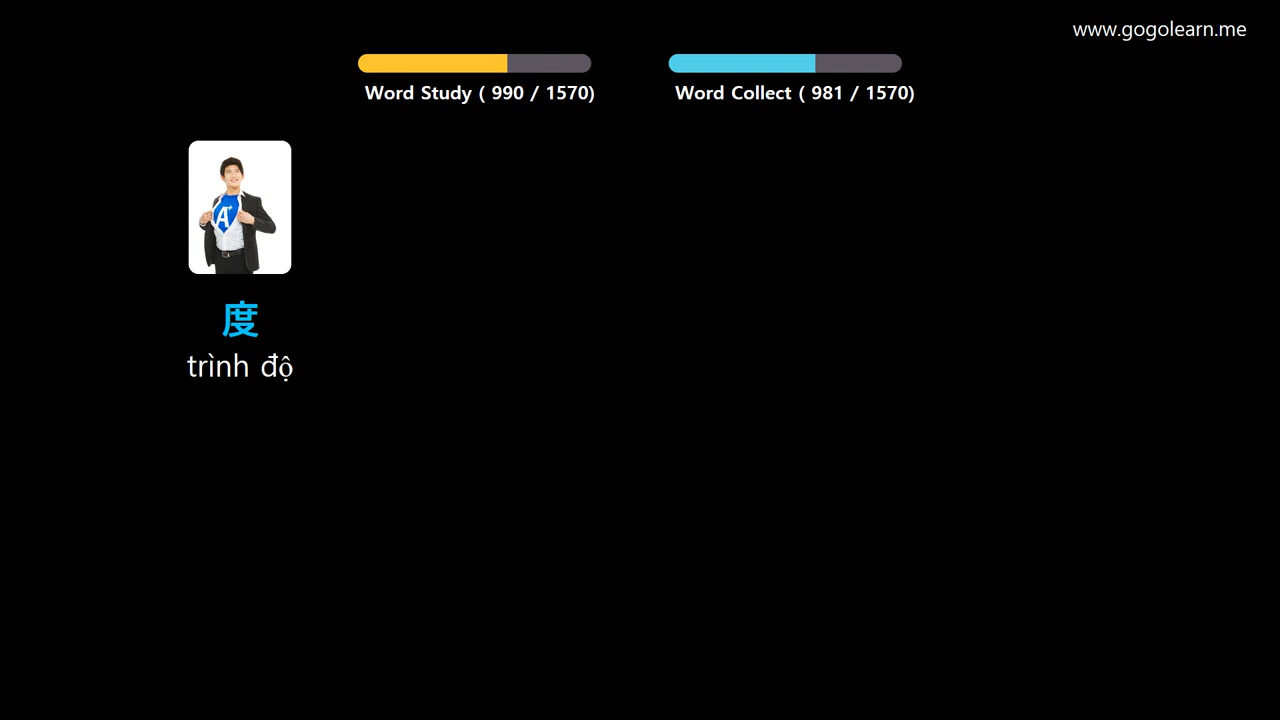 www.gogolearn.me
Word Study ( 990 / 1570)
Word Collect ( 981 / 1570)
A+
度
trình độ